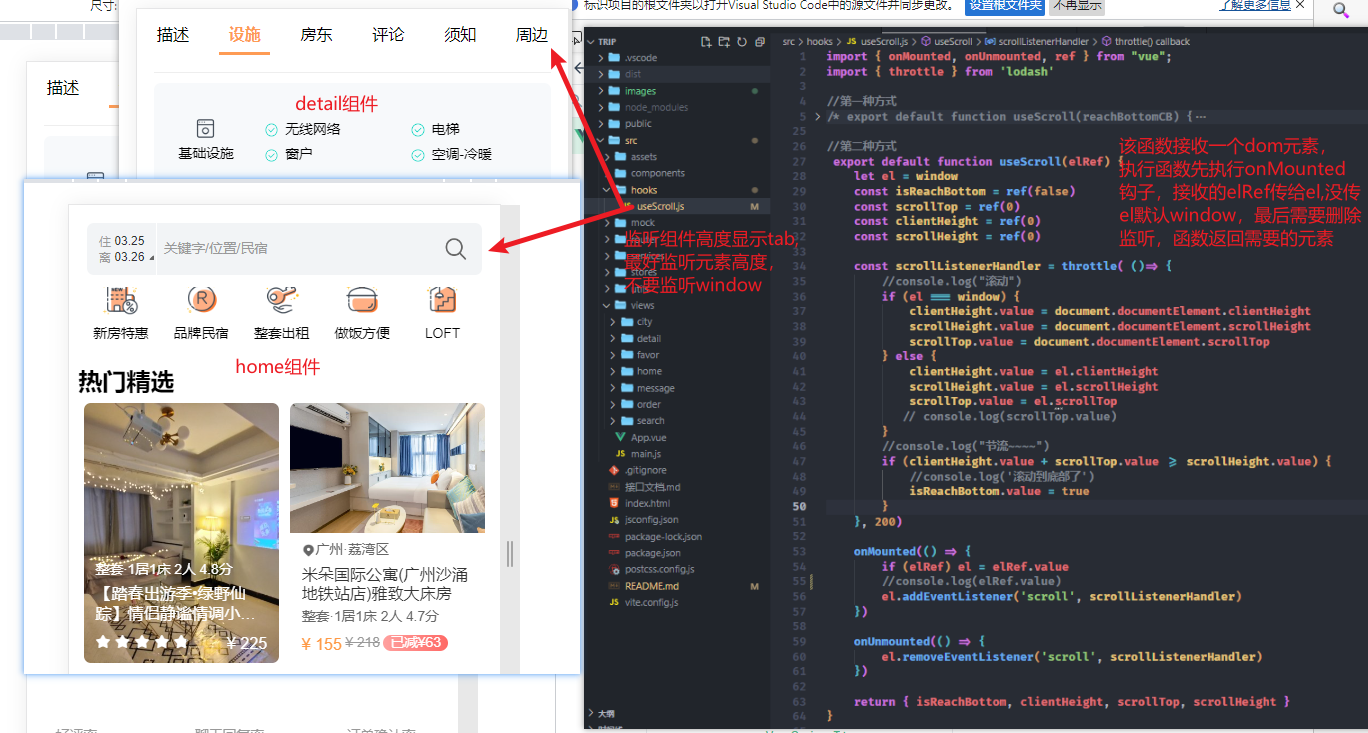 尺寸:
标识项目的根文件夹以打开Visual Studio Code中的源文件并同步更改。
设置根文件夹
不再显示
了解更多信息
描述
设施
房东
评论
须知
周边
描述
detail组件
基础设施
无线网络
电梯
窗户
空调-冷暖
住 03.25
离 03.26
关键字/位置/民宿
新房特惠
品牌民宿
整套出租
做饭方便
LOFT
home组件
热门精选
整套·1居1床 2人 4.8分
【踏春出游季•绿野仙
踪】情侣静谧情调小...
¥ 225
广州·荔湾区
米朵国际公寓(广州沙涌
地铁站店)雅致大床房
整套·1居1床 2人 4.7分
¥ 155 ¥ 218 已减¥63
TRIP
.vscode
dist
images
node_modules
public
src
assets
components
hooks
useScroll.js M
mock
services
stores
views
city
detail
favor
home
message
order
search
App.vue
main.js
.gitignore
接口文档.md
index.html
jsconfig.json
package-lock.json
package.json
postcss.config.js
README.md M
vite.config.js
大纲
监听组件高度显示tab,
最好监听元素高度,
不要监听window
src > hooks > JS useScroll.js > useScroll > scrollListenerHandler > throttle() callback
1 import { onMounted, onUnmounted, ref } from "vue";
2 import { throttle } from 'lodash'
3
4 //第一种方式
5 /* export default function useScroll(reachBottomCB) {…
25
26 //第二种方式
27 export default function useScroll(elRef) {
28 let el = window
29 const isReachBottom = ref(false)
30 const scrollTop = ref(0)
31 const clientHeight = ref(0)
32 const scrollHeight = ref(0)
33
34 const scrollListenerHandler = throttle( ()=> {
35 //console.log("滚动")
36 if (el === window) {
37 clientHeight.value = document.documentElement.clientHeight
38 scrollHeight.value = document.documentElement.scrollHeight
39 scrollTop.value = document.documentElement.scrollTop
40 } else {
41 clientHeight.value = el.clientHeight
42 scrollHeight.value = el.scrollHeight
43 scrollTop.value = el.scrollTop
44 // console.log(scrollTop.value)
45 }
46 //console.log("节流~~~~")
47 if (clientHeight.value + scrollTop.value >= scrollHeight.value) {
48 //console.log('滚动到底部了')
49 isReachBottom.value = true
50 }
51 }, 200)
52
53 onMounted(() => {
54 if (elRef) el = elRef.value
55 //console.log(elRef.value)
56 el.addEventListener('scroll', scrollListenerHandler)
57 })
58
59 onUnmounted(() => {
60 el.removeEventListener('scroll', scrollListenerHandler)
61 })
62
63 return { isReachBottom, clientHeight, scrollTop, scrollHeight }
64 }
该函数接收一个dom元素,
执行函数先执行onMounted
钩子，接收的elRef传给el,没传
el默认window，最后需要删除
监听，函数返回需要的元素